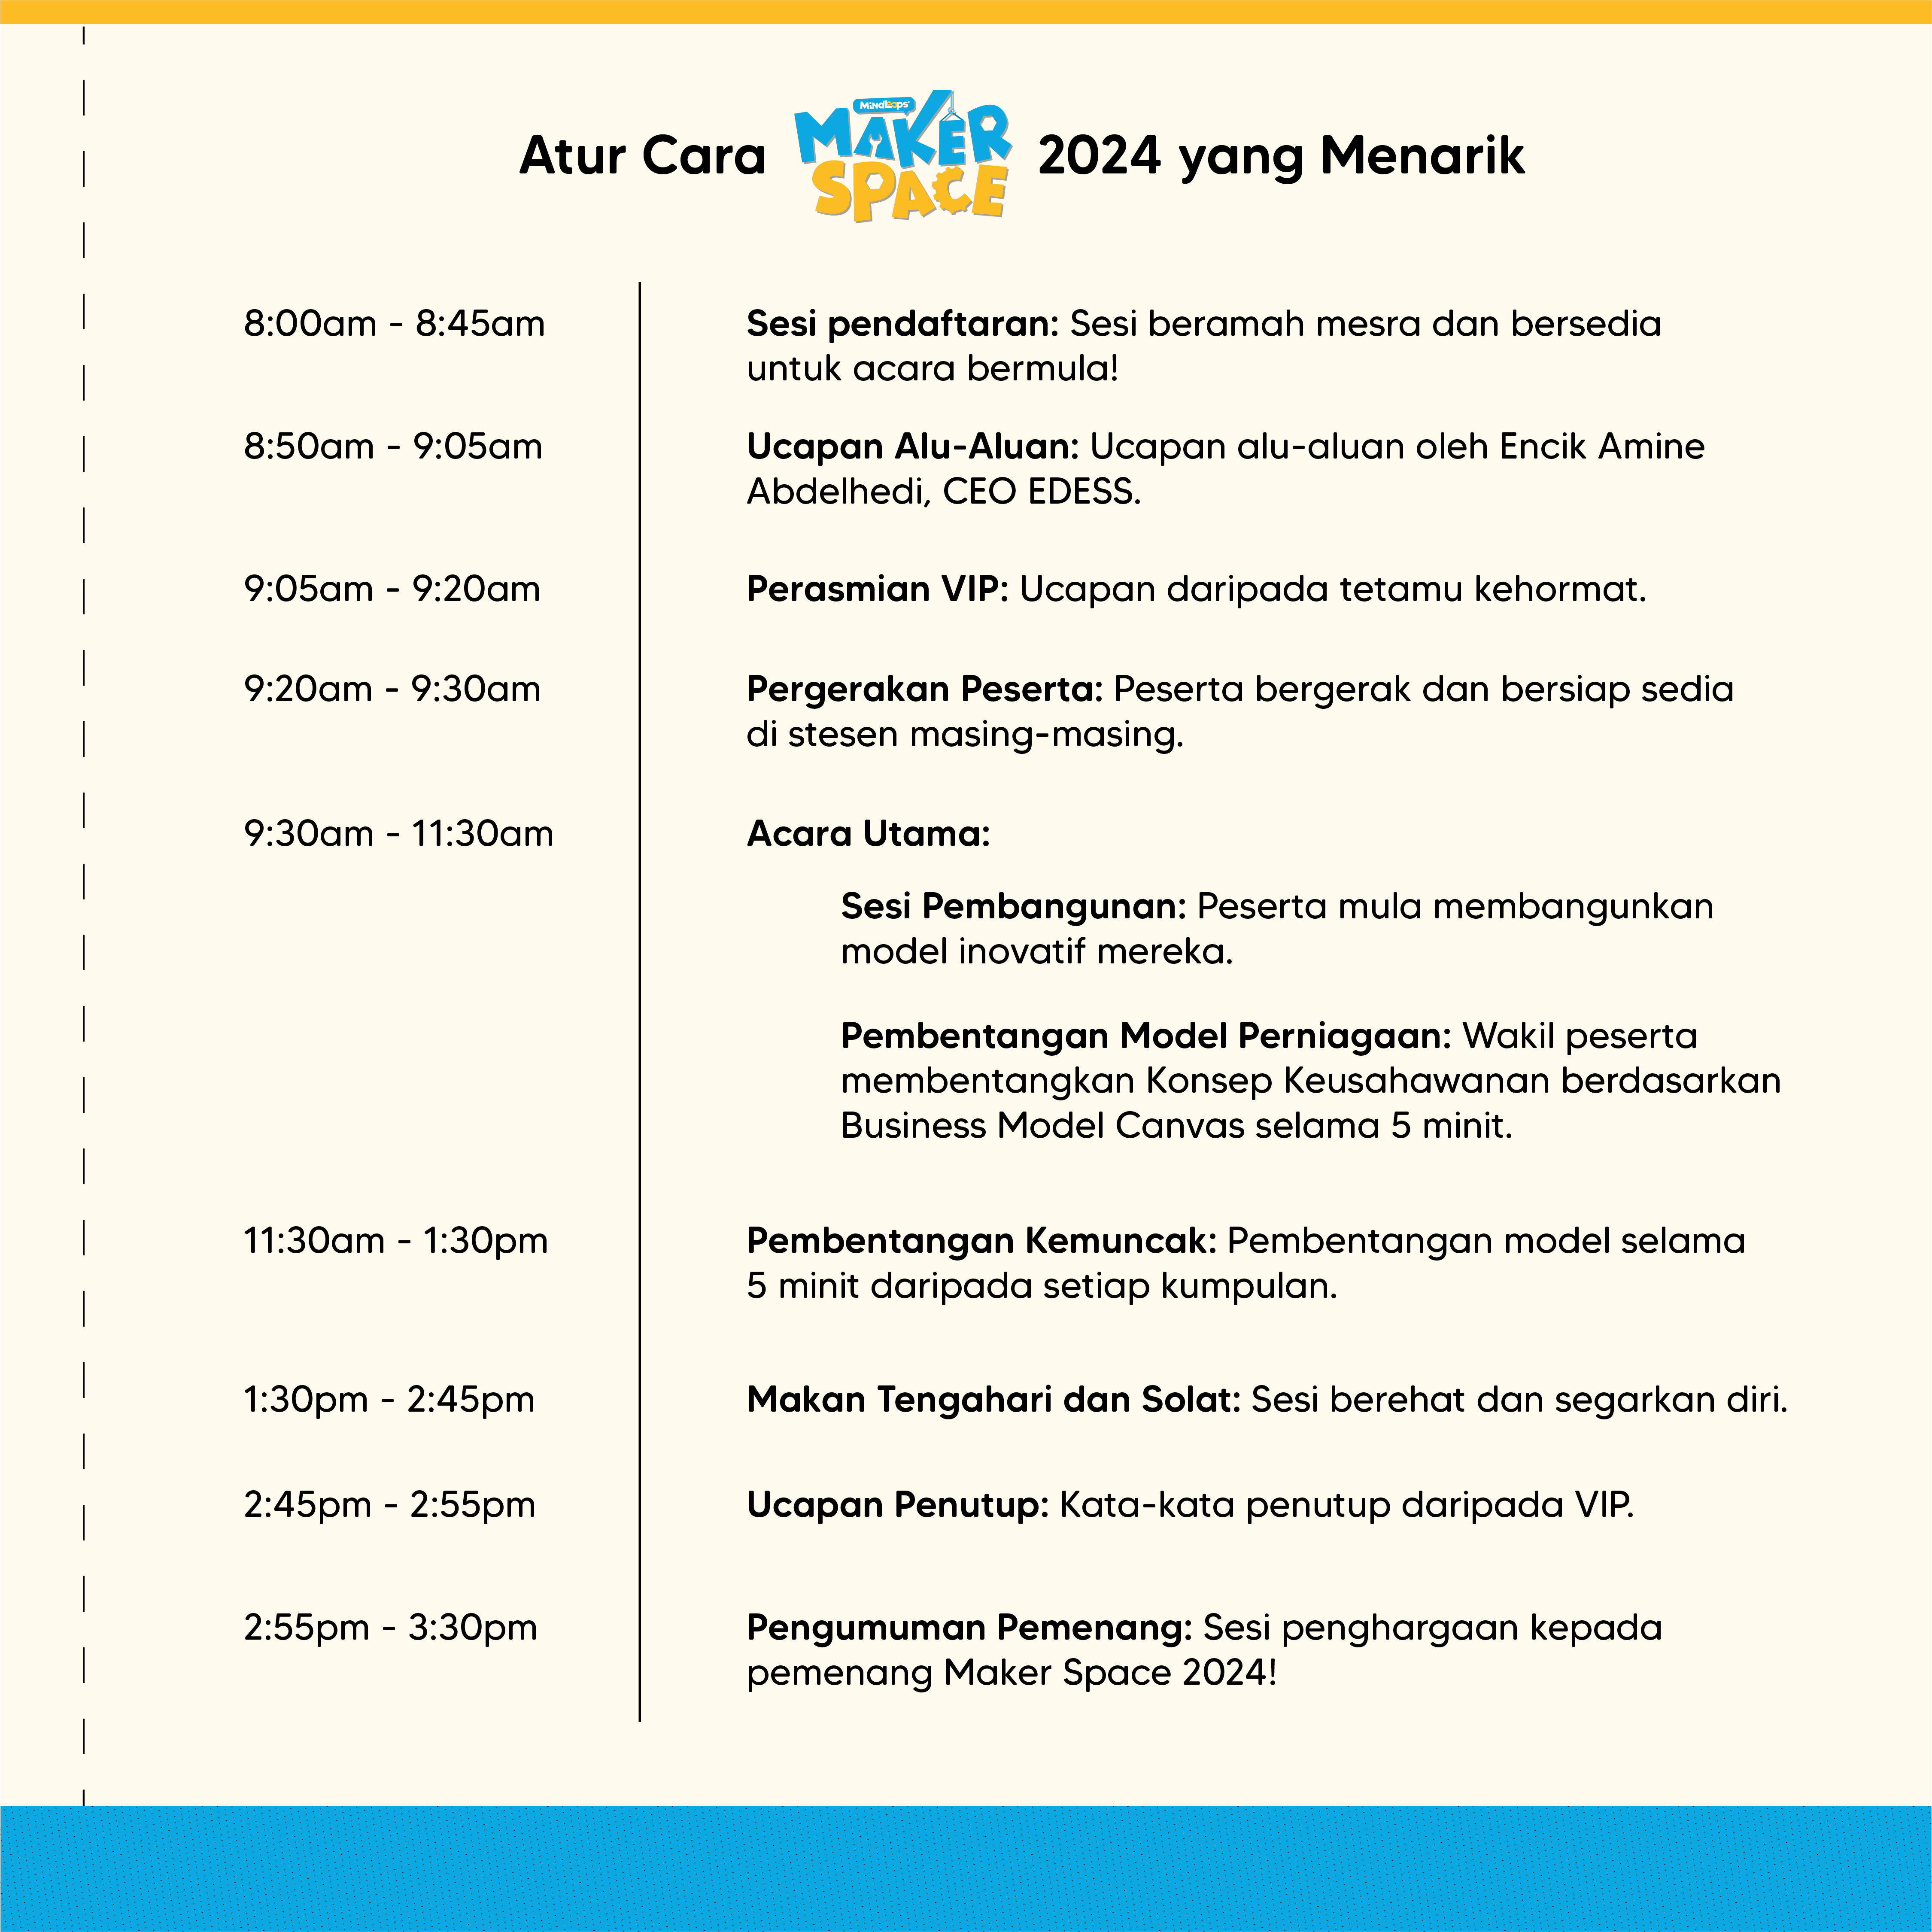 Atur Cara MiNDLOOPS MAKER SPACE 2024 yang Menarik
8:00am - 8:45am
Sesi pendaftaran: Sesi beramah mesra dan bersedia
untuk acara bermula!
8:50am - 9:05am
Ucapan Alu-Aluan: Ucapan alu-aluan oleh Encik Amine
Abdelhedi, CEO EDESS.
9:05am - 9:20am
Perasmian VIP: Ucapan daripada tetamu kehormat.
9:20am - 9:30am
Pergerakan Peserta: Peserta bergerak dan bersiap sedia
di stesen masing-masing.
9:30am - 11:30am
Acara Utama:
Sesi Pembangunan: Peserta mula membangunkan
model inovatif mereka.
Pembentangan Model Perniagaan: Wakil peserta
membentangkan Konsep Keusahawanan berdasarkan
Business Model Canvas selama 5 minit.
11:30am - 1:30pm
Pembentangan Kemuncak: Pembentangan model selama
5 minit daripada setiap kumpulan.
1:30pm - 2:45pm
Makan Tengahari dan Solat: Sesi berehat dan segarkan diri.
2:45pm - 2:55pm
Ucapan Penutup: Kata-kata penutup daripada VIP.
2:55pm - 3:30pm
Pengumuman Pemenang: Sesi penghargaan kepada
pemenang Maker Space 2024!